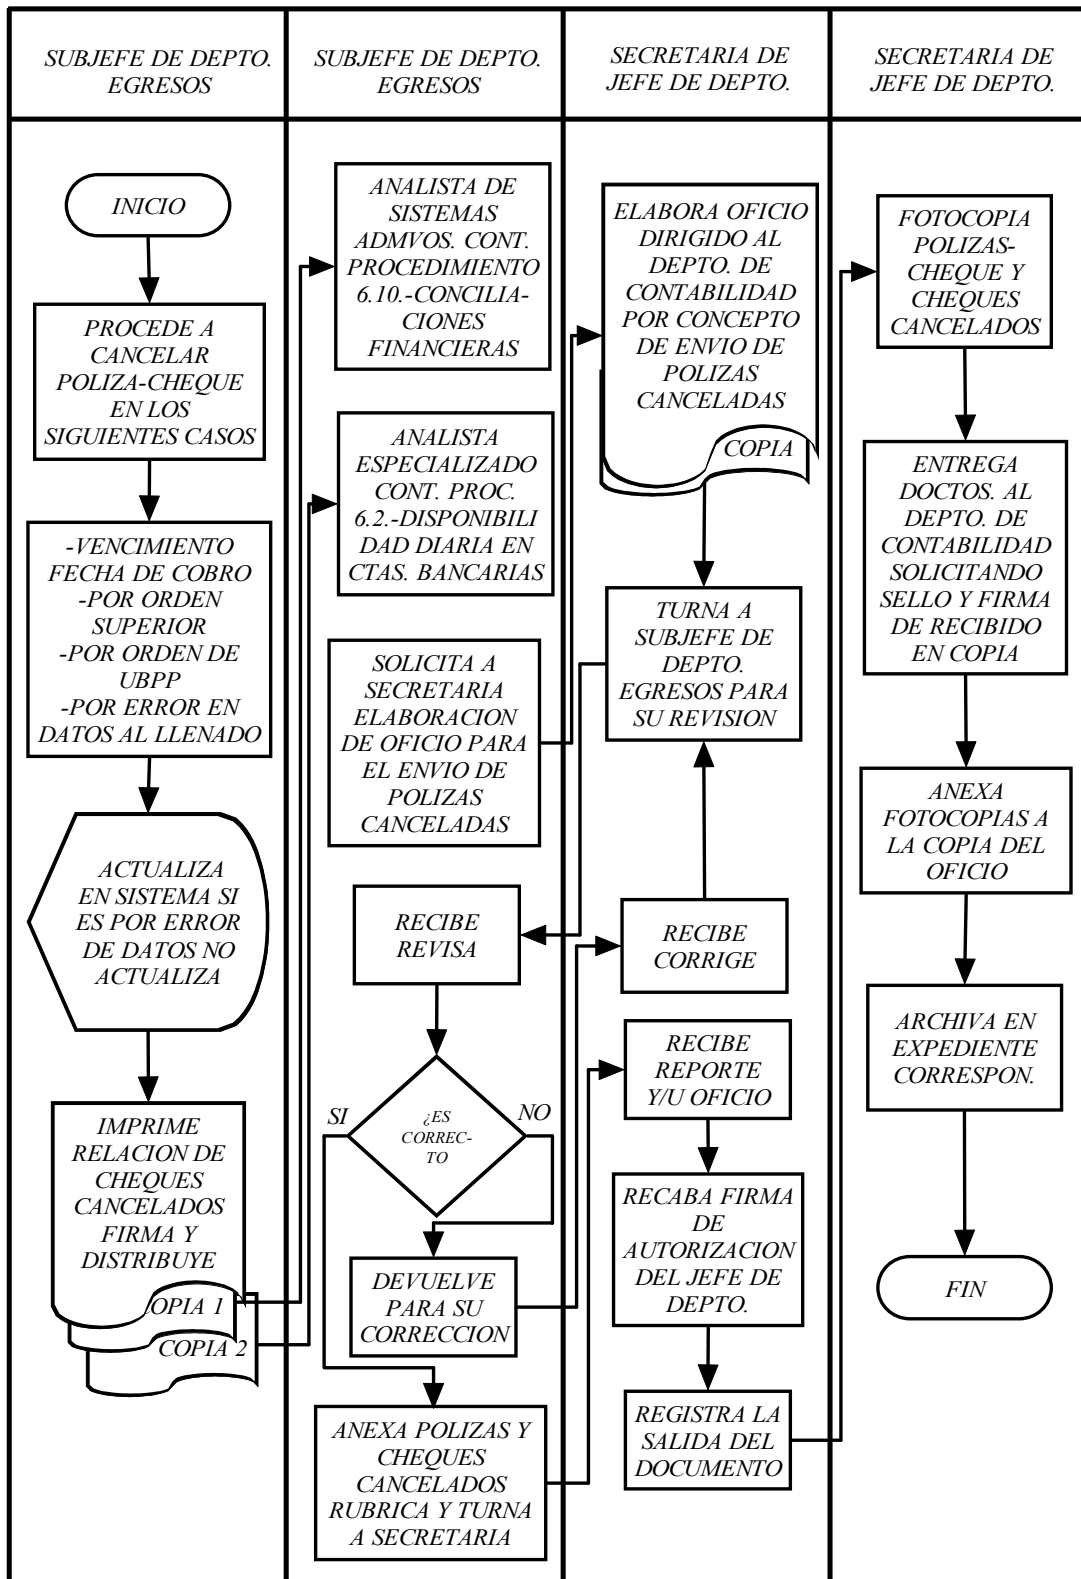 SUBJEFE DE DEPTO.
EGRESOS
SUBJEFE DE DEPTO.
EGRESOS
SECRETARIA DE
JEFE DE DEPTO.
SECRETARIA DE
JEFE DE DEPTO.
INICIO
PROCEDE A
CANCELAR
POLIZA-CHEQUE
EN LOS
SIGUIENTES CASOS
-VENCIMIENTO
FECHA DE COBRO
-POR ORDEN
SUPERIOR
-POR ORDEN DE
UBPP
-POR ERROR EN
DATOS AL LLENADO
ACTUALIZA
EN SISTEMA SI
ES POR ERROR
DE DATOS NO
ACTUALIZA
IMPRIME
RELACION DE
CHEQUES
CANCELADOS
FIRMA Y
DISTRIBUYE
OPIA 1
COPIA 2
ANALISTA DE
SISTEMAS
ADMVOS. CONT.
PROCEDIMIENTO
6.10.-CONCILIA-
CIONES
FINANCIERAS
ANALISTA
ESPECIALIZADO
CONT. PROC.
6.2.-DISPONIBILI
DAD DIARIA EN
CTAS. BANCARIAS
SOLICITA A
SECRETARIA
ELABORACION
DE OFICIO PARA
EL ENVIO DE
POLIZAS
CANCELADAS
RECIBE
REVISA
SI
¿ES
CORREC-
TO
NO
DEVUELVE
PARA SU
CORRECCION
ANEXA POLIZAS Y
CHEQUES
CANCELADOS
RUBRICA Y TURNA
A SECRETARIA
ELABORA OFICIO
DIRIGIDO AL
DEPTO. DE
CONTABILIDAD
POR CONCEPTO
DE ENVIO DE
POLIZAS
CANCELADAS
COPIA
TURNA A
SUBJEFE DE
DEPTO.
EGRESOS PARA
SU REVISION
RECIBE
CORRIGE
RECIBE
REPORTE
Y/U OFICIO
RECABA FIRMA
DE
AUTORIZACION
DEL JEFE DE
DEPTO.
REGISTRA LA
SALIDA DEL
DOCUMENTO
FOTOCOPIA
POLIZAS-
CHEQUE Y
CHEQUES
CANCELADOS
ENTREGA
DOCTOS. AL
DEPTO. DE
CONTABILIDAD
SOLICITANDO
SELLO Y FIRMA
DE RECIBIDO
EN COPIA
ANEXA
FOTOCOPIAS A
LA COPIA DEL
OFICIO
ARCHIVA EN
EXPEDIENTE
CORRESPON.
FIN